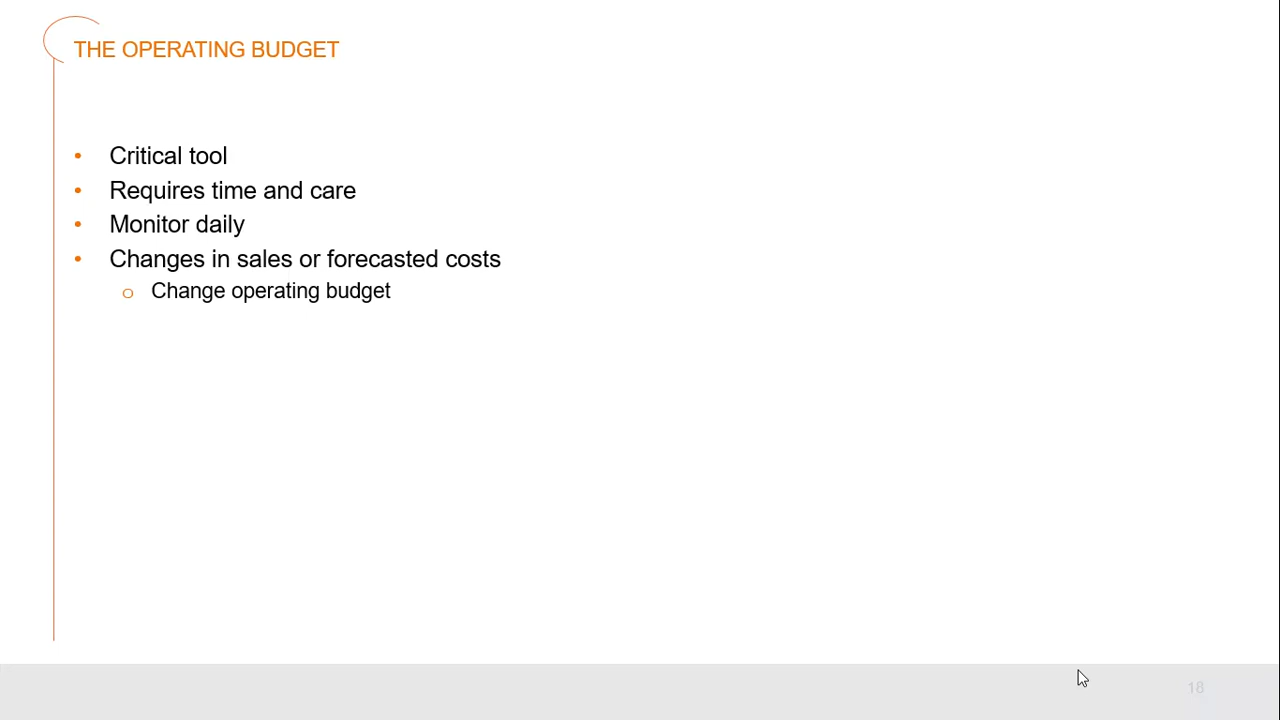 THE OPERATING BUDGET
• Critical tool
• Requires time and care
• Monitor daily
• Changes in sales or forecasted costs
o Change operating budget
18